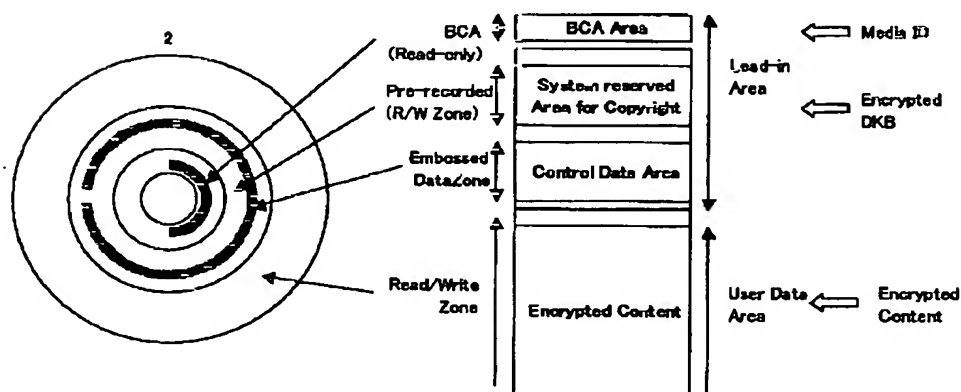 2
BCA
(Read-only)
Pre-recorded
(R/W Zone)
Embossed
DataZone
Read/Write
Zone
BCA Area
System reserved
Area for Copyright
Control Data Area
Encrypted Content
Lead-in
Area
User Data
Area
Media ID
Encrypted
DKB
Encrypted
Content